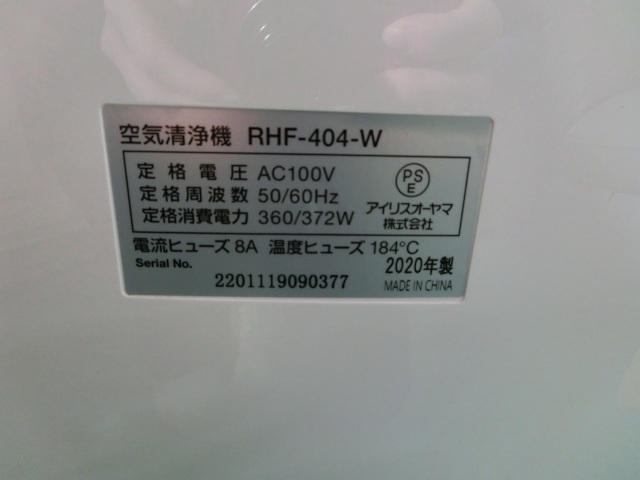 空気清浄機 RHF-404-W
定格電圧 AC100V
定格周波数 50/60Hz
定格消費電力 360/372W
PS
E
アイリスオーヤマ
株式会社
電流ヒューズ 8A 温度ヒューズ 184℃
Serial No.
2201119090377
2020年製
MADE IN CHINA